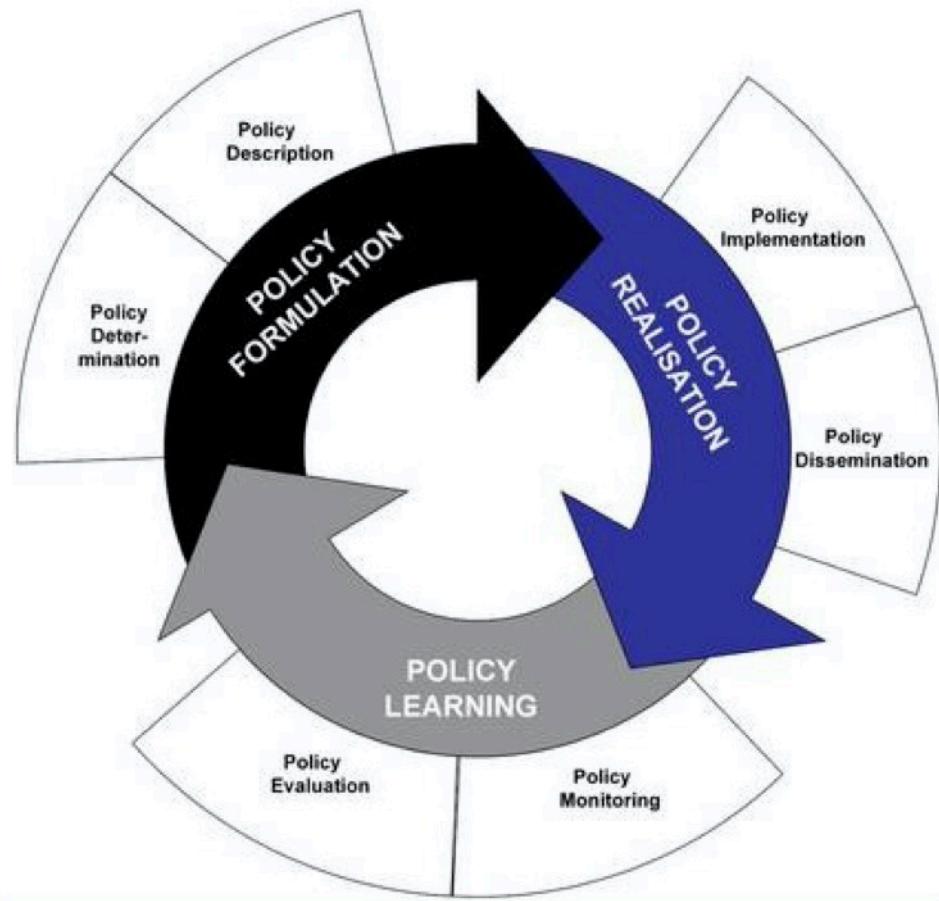 Policy
Description
Policy
Deter-
mination
POLICY
FORMULATION
Policy
Implementation
POLICY
REALISATION
Policy
Dissemination
POLICY
LEARNING
Policy
Evaluation
Policy
Monitoring